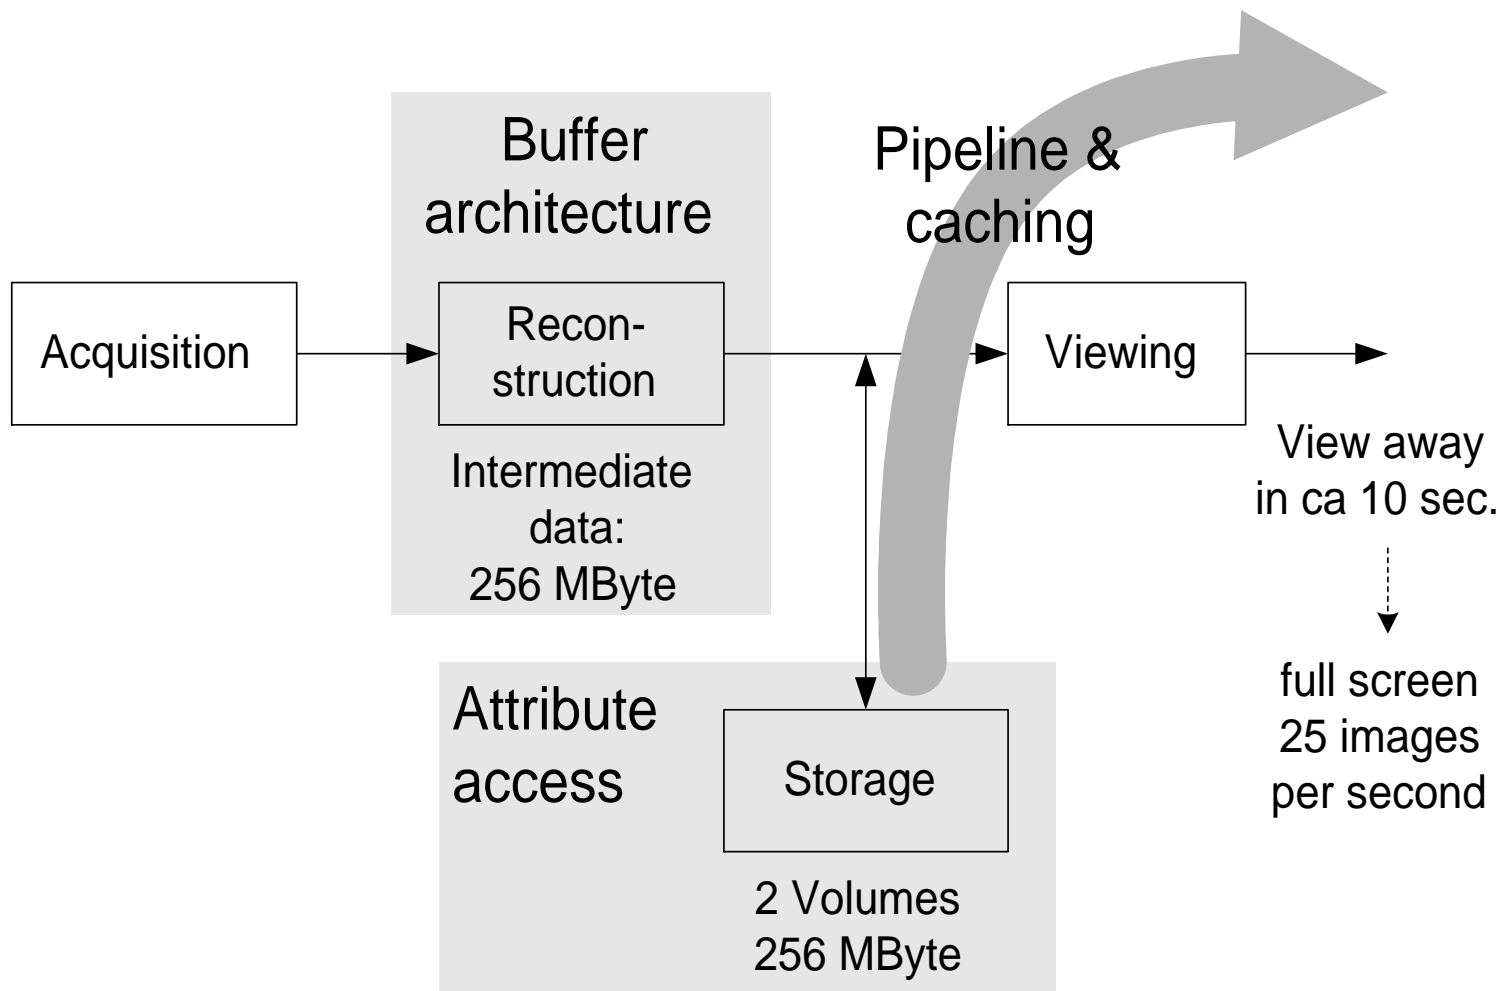 Buffer
architecture
Pipeline &
caching
Acquisition
Recon-
struction
Viewing
Intermediate
data:
256 MByte
View away
in ca 10 sec.
full screen
25 images
per second
Attribute
access
Storage
2 Volumes
256 MByte